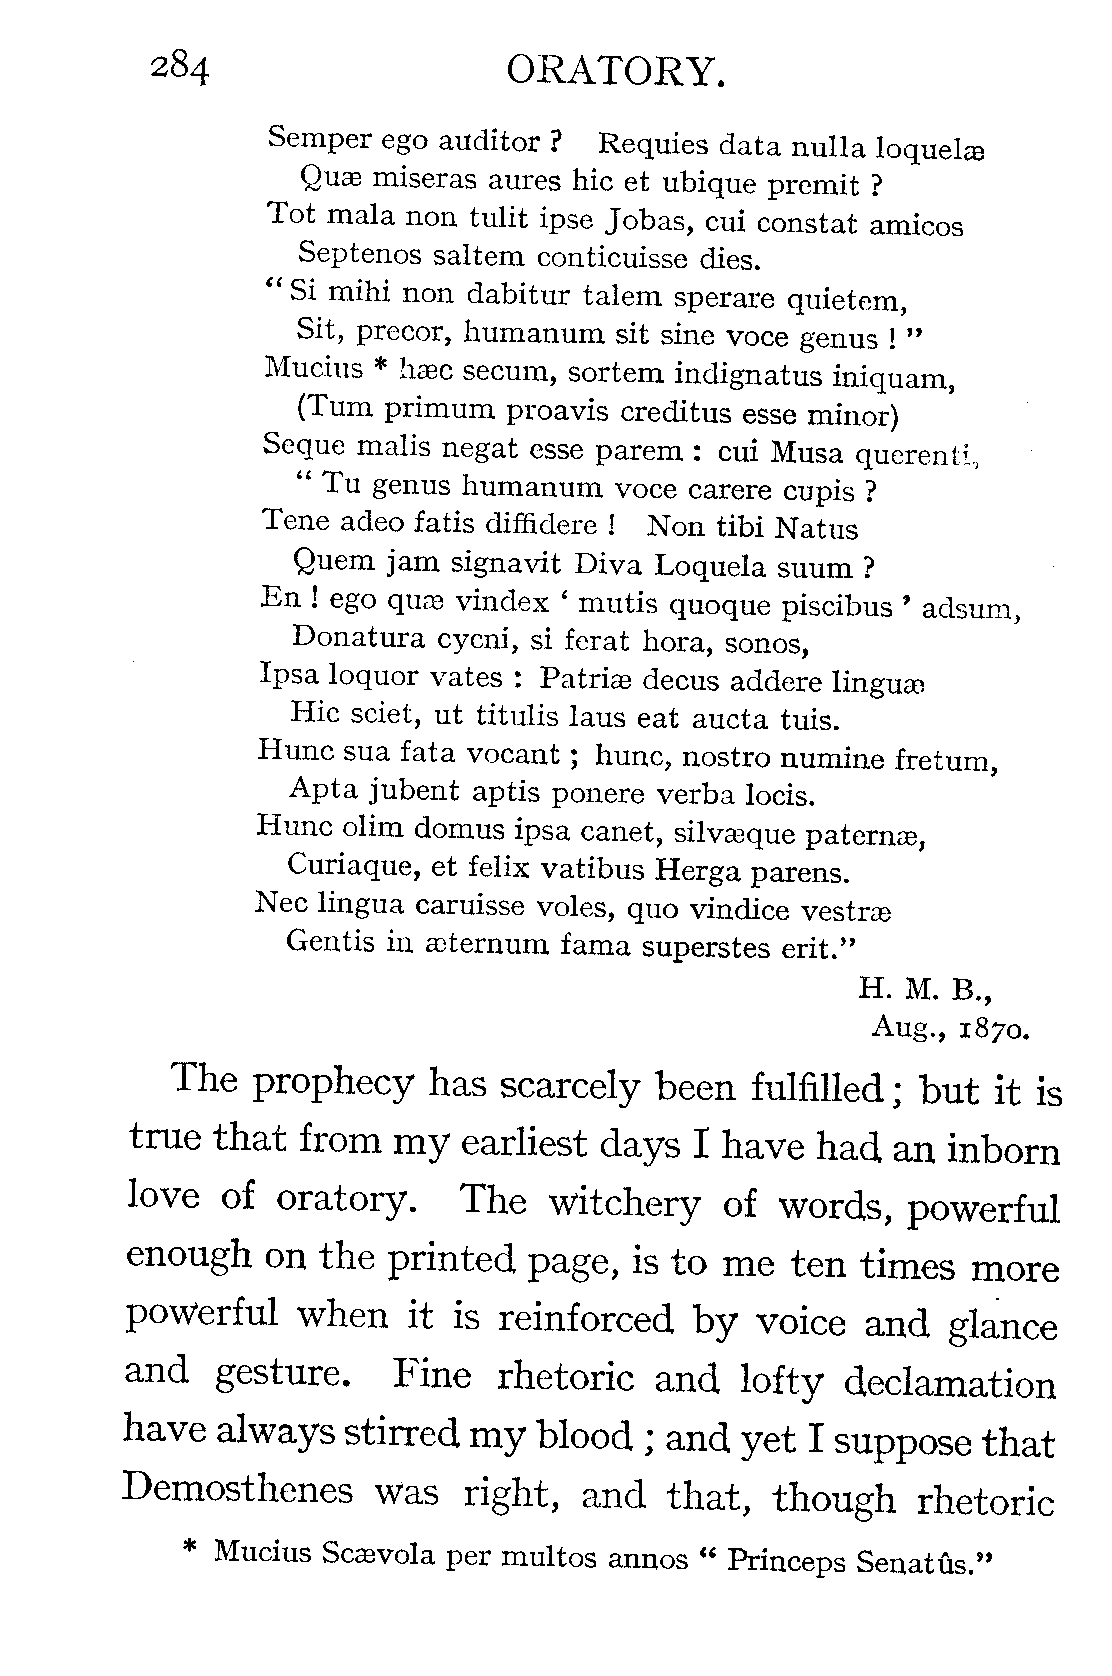 284 ORATORY.
Semper ego auditor ? Requies data nulla loquelæ
Quæ miseras aures hic et ubique premit ?
Tot mala non tulit ipse Jobas, cui constat amicos
Septenos saltem conticuisse dies.
“ Si mihi non dabitur talem sperare quietem,
Sit, precor, humanum sit sine voce genus ! ”
Mucius * hæc secum, sortem indignatus iniquam,
(Tum primum proavis creditus esse minor)
Seque malis negat esse parem : cui Musa querenti,
“ Tu genus humanum voce carere cupis ?
Tene adeo fatis diffidere ! Non tibi Natus
Quem jam signavit Diva Loquela suum ?
En ! ego quæ vindex ‘ mutis quoque piscibus ’ adsum,
Donatura cycni, si ferat hora, sonos,
Ipsa loquor vates : Patriæ decus addere linguæ
Hic sciet, ut titulis laus eat aucta tuis.
Hunc sua fata vocant ; hunc, nostro numine fretum,
Apta jubent aptis ponere verba locis.
Hunc olim domus ipsa canet, silvæque paternæ,
Curiaque, et felix vatibus Herga parens.
Nec lingua caruisse voles, quo vindice vestræ
Gentis in æternum fama superstes erit.”
H. M. B.,
Aug., 1870.
The prophecy has scarcely been fulfilled ; but it is
true that from my earliest days I have had an inborn
love of oratory. The witchery of words, powerful
enough on the printed page, is to me ten times more
powerful when it is reinforced by voice and glance
and gesture. Fine rhetoric and lofty declamation
have always stirred my blood ; and yet I suppose that
Demosthenes was right, and that, though rhetoric
* Mucius Scævola per multos annos “ Princeps Senatûs.”